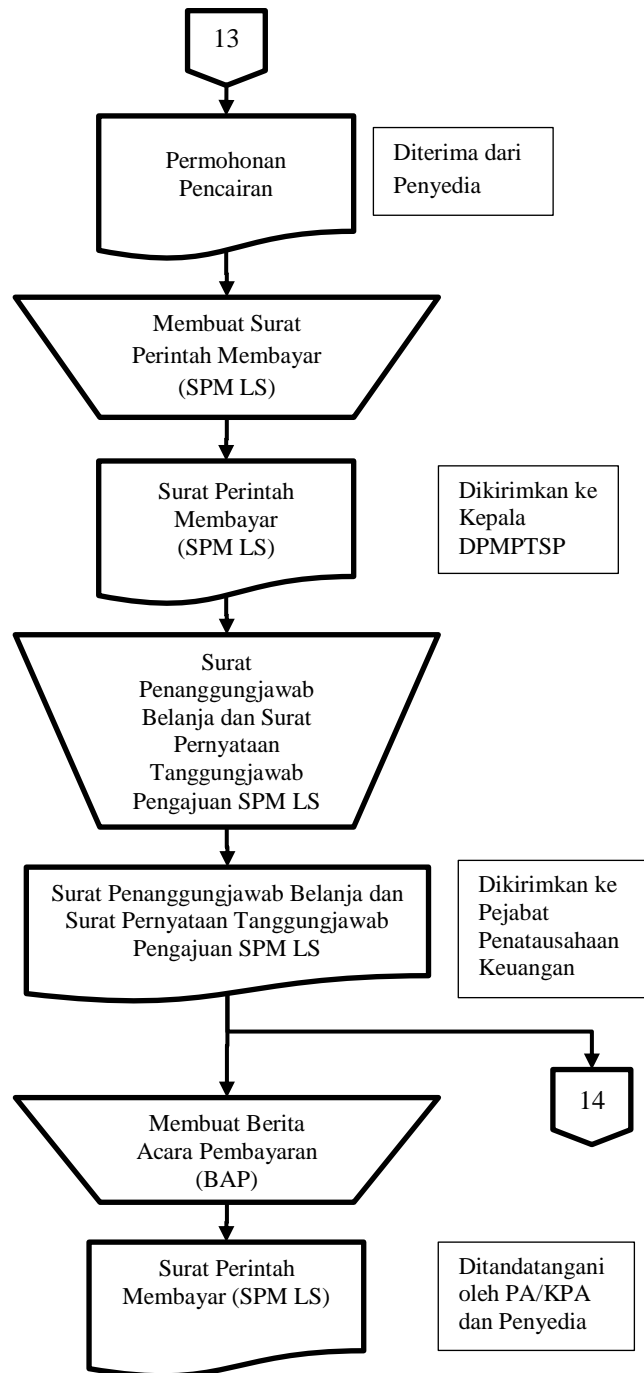 13
Permohonan
Pencairan
Diterima dari
Penyedia
Membuat Surat
Perintah Membayar
(SPM LS)
Surat Perintah
Membayar
(SPM LS)
Dikirimkan ke
Kepala
DPMPTSP
Surat
Penanggungjawab
Belanja dan Surat
Pernyataan
Tanggungjawab
Pengajuan SPM LS
Surat Penanggungjawab Belanja dan
Surat Pernyataan Tanggungjawab
Pengajuan SPM LS
Dikirimkan ke
Pejabat
Penatausahaan
Keuangan
14
Membuat Berita
Acara Pembayaran
(BAP)
Surat Perintah
Membayar (SPM LS)
Ditandatangani
oleh PA/KPA
dan Penyedia